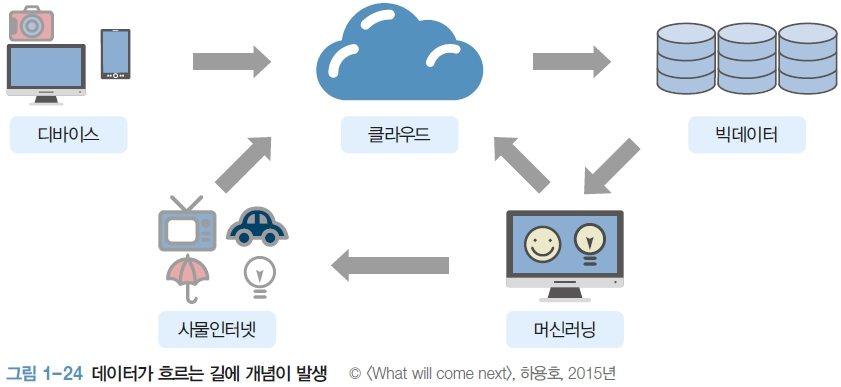 디바이스
클라우드
빅데이터
사물인터넷
머신러닝
그림 1-24 데이터가 흐르는 길에 개념이 발생 © 〈What will come next〉, 하용호, 2015년